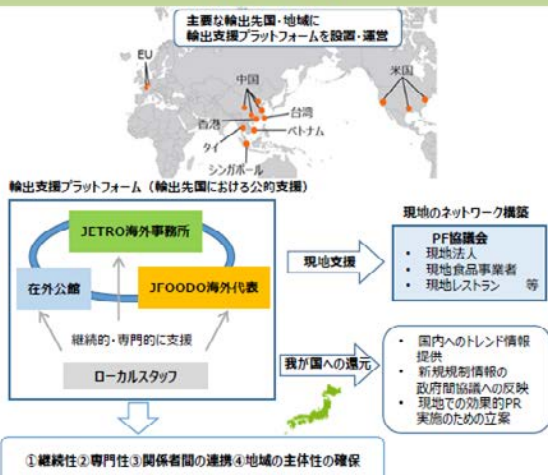 主要な輸出先国・地域に
輸出支援プラットフォームを設置・運営
EU
中国
米国
香港
台湾
タイ
ベトナム
シンガポール
輸出支援プラットフォーム（輸出先国における公的支援）
JETRO海外事務所
在外公館
JFOODO海外代表
継続的・専門的に支援
ローカルスタッフ
現地支援
現地のネットワーク構築
PF協議会
• 現地法人
• 現地食品事業者
• 現地レストラン 等
我が国への還元
• 国内へのトレンド情報
提供
• 新規規制情報の
政府間協議への反映
• 現地での効果的PR
実施のための立案
①継続性②専門性③関係者間の連携④地域の主体性の確保